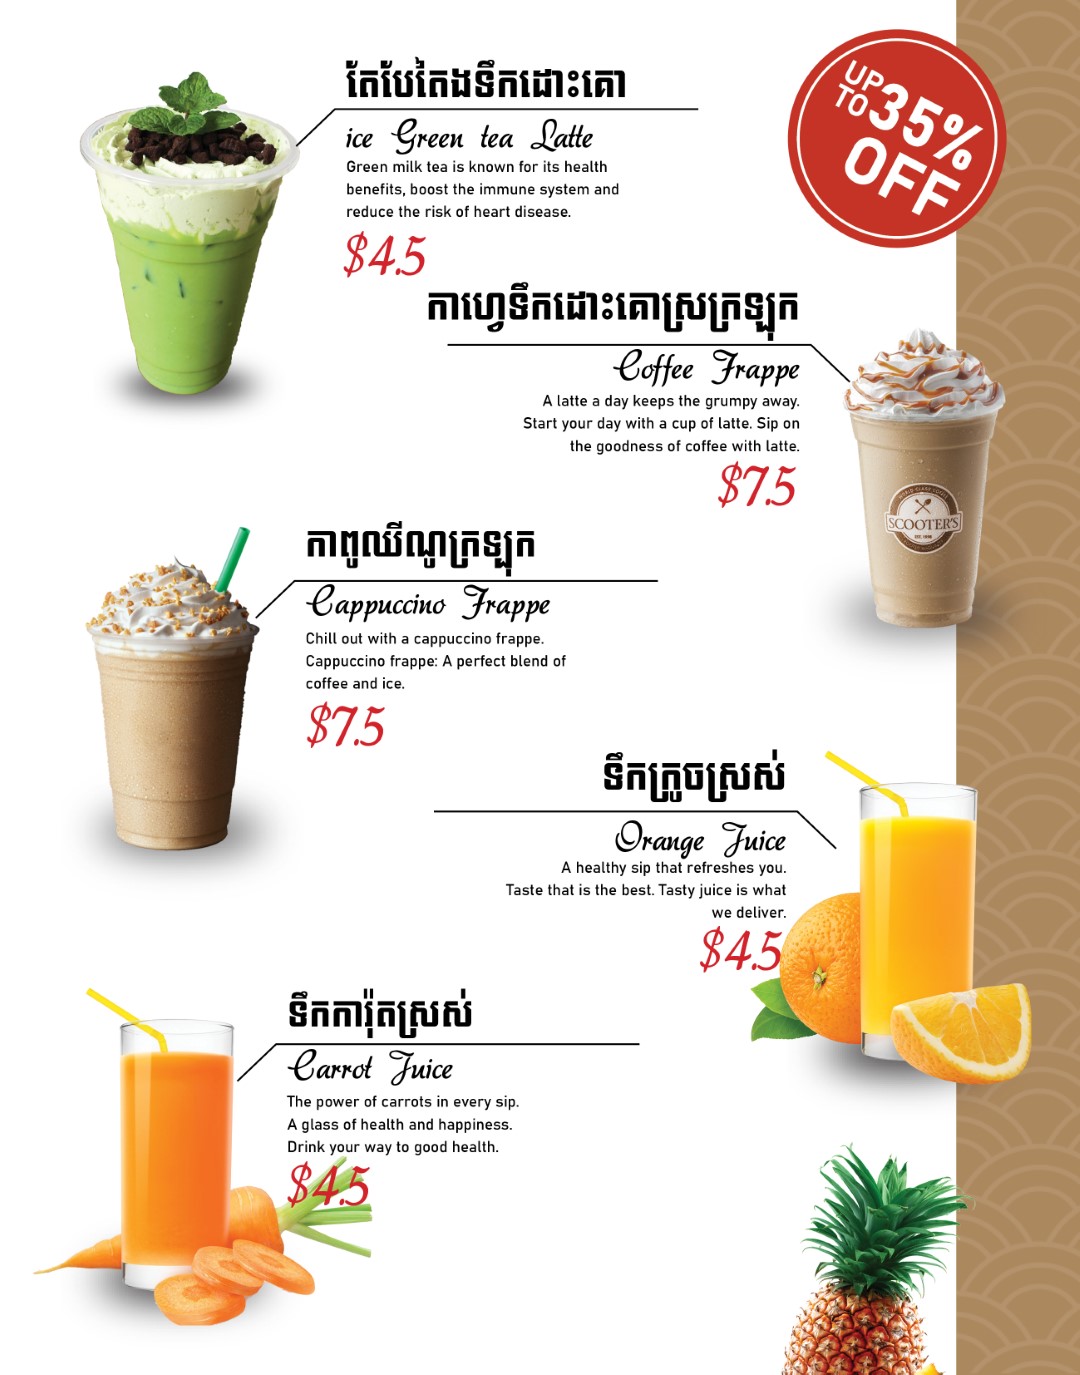 តែបៃតៃងទឹកដោះគោ
ice Green tea Latte
Green milk tea is known for its health
benefits, boost the immune system and
reduce the risk of heart disease.
$4.5
UP TO 35%
OFF
កាហ្វេទឹកដោះគោស្រក្រឡុក
Coffee Frappe
A latte a day keeps the grumpy away.
Start your day with a cup of latte. Sip on
the goodness of coffee with latte.
$7.5
SCOOTER'S
កាពូឈីណូក្រឡុក
Cappuccino Frappe
Chill out with a cappuccino frappe.
Cappuccino frappe: A perfect blend of
coffee and ice.
$7.5
ទឹកក្រូចស្រស់
Orange Juice
A healthy sip that refreshes you.
Taste that is the best. Tasty juice is what
we deliver.
$4.5
ទឹកការ៉ុតស្រស់
Carrot Juice
The power of carrots in every sip.
A glass of health and happiness.
Drink your way to good health.
$4.5